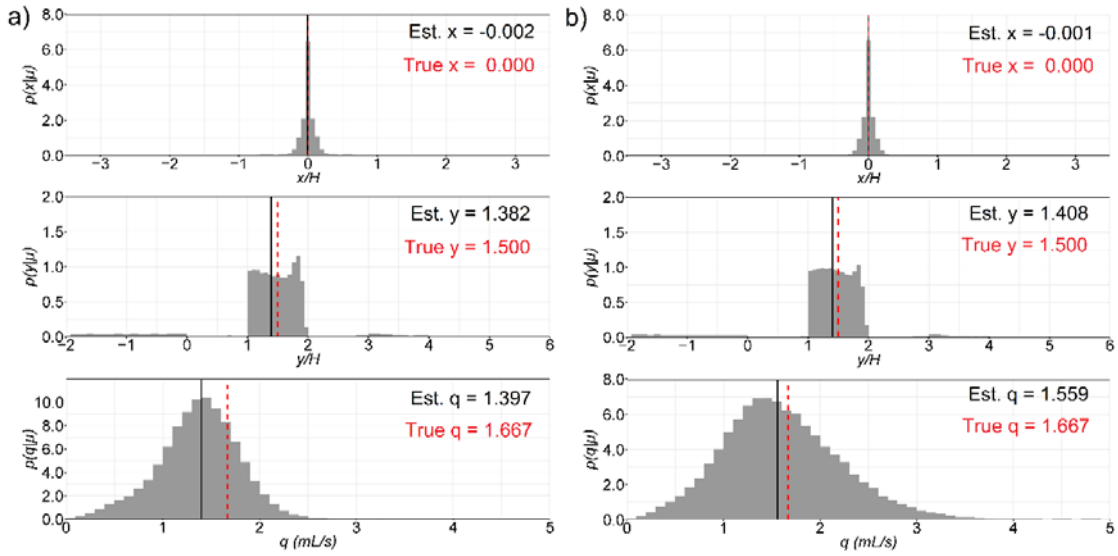 a)
8.0
6.0
4.0
2.0
0.0
p(x|μ)
Est. x = -0.002
True x = 0.000
−3 −2 −1 0 1 2 3
x/H
2.0
1.5
1.0
0.5
0.0
p(y|μ)
Est. y = 1.382
True y = 1.500
−2 −1 0 1 2 3 4 5 6
y/H
10.0
8.0
6.0
4.0
2.0
0.0
p(q|μ)
Est. q = 1.397
True q = 1.667
0 1 2 3 4 5
q (mL/s)
b)
8.0
6.0
4.0
2.0
0.0
p(x|μ)
Est. x = -0.001
True x = 0.000
−3 −2 −1 0 1 2 3
x/H
2.0
1.5
1.0
0.5
0.0
p(y|μ)
Est. y = 1.408
True y = 1.500
−2 −1 0 1 2 3 4 5 6
y/H
8.0
6.0
4.0
2.0
0.0
p(q|μ)
Est. q = 1.559
True q = 1.667
0 1 2 3 4 5
q (mL/s)